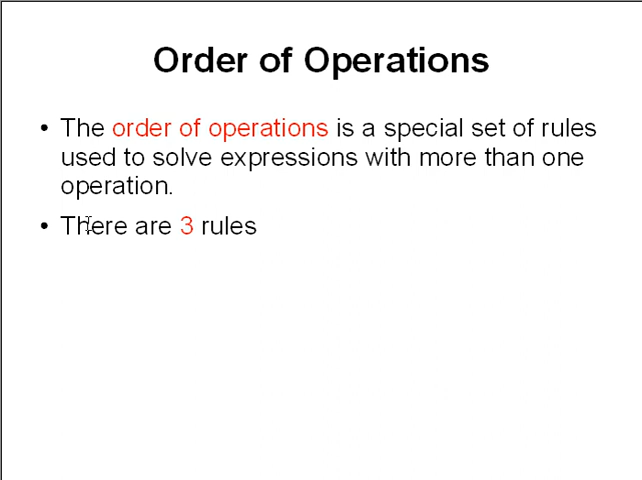 Order of Operations
• The order of operations is a special set of rules
used to solve expressions with more than one
operation.
• There are 3 rules